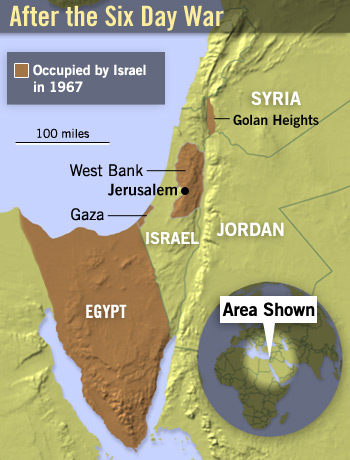 After the Six Day War
Occupied by Israel
in 1967
100 miles
SYRIA
Golan Heights
West Bank
Jerusalem
Gaza
ISRAEL
JORDAN
EGYPT
Area Shown